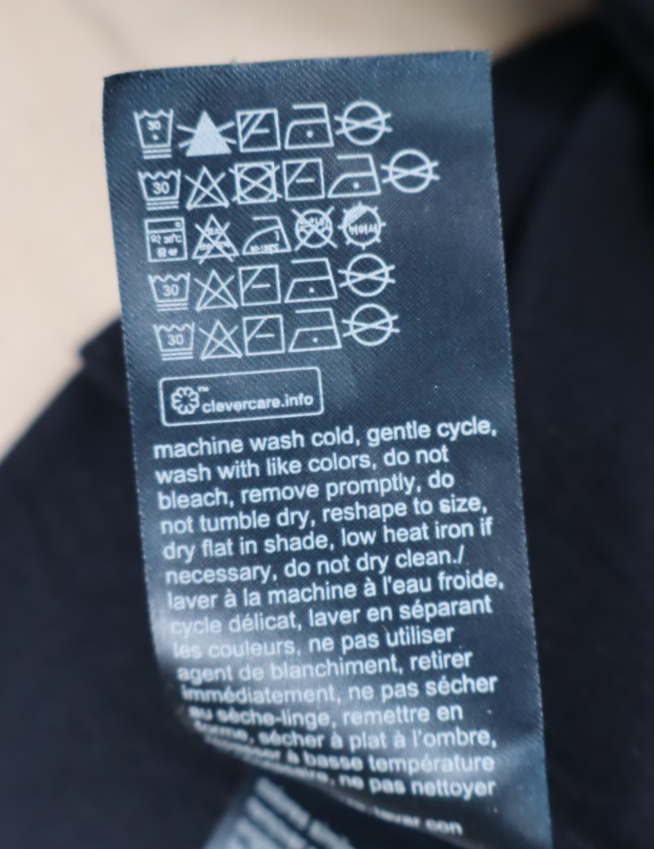 30
30
30
30
™
clevercare.info
machine wash cold, gentle cycle,
wash with like colors, do not
bleach, remove promptly, do
not tumble dry, reshape to size,
dry flat in shade, low heat iron if
necessary, do not dry clean./
laver à la machine à l'eau froide,
cycle délicat, laver en séparant
les couleurs, ne pas utiliser
agent de blanchiment, retirer
immédiatement, ne pas sécher
au sèche-linge, remettre en
forme, sécher à plat à l'ombre,
à basse température
ne pas nettoyer